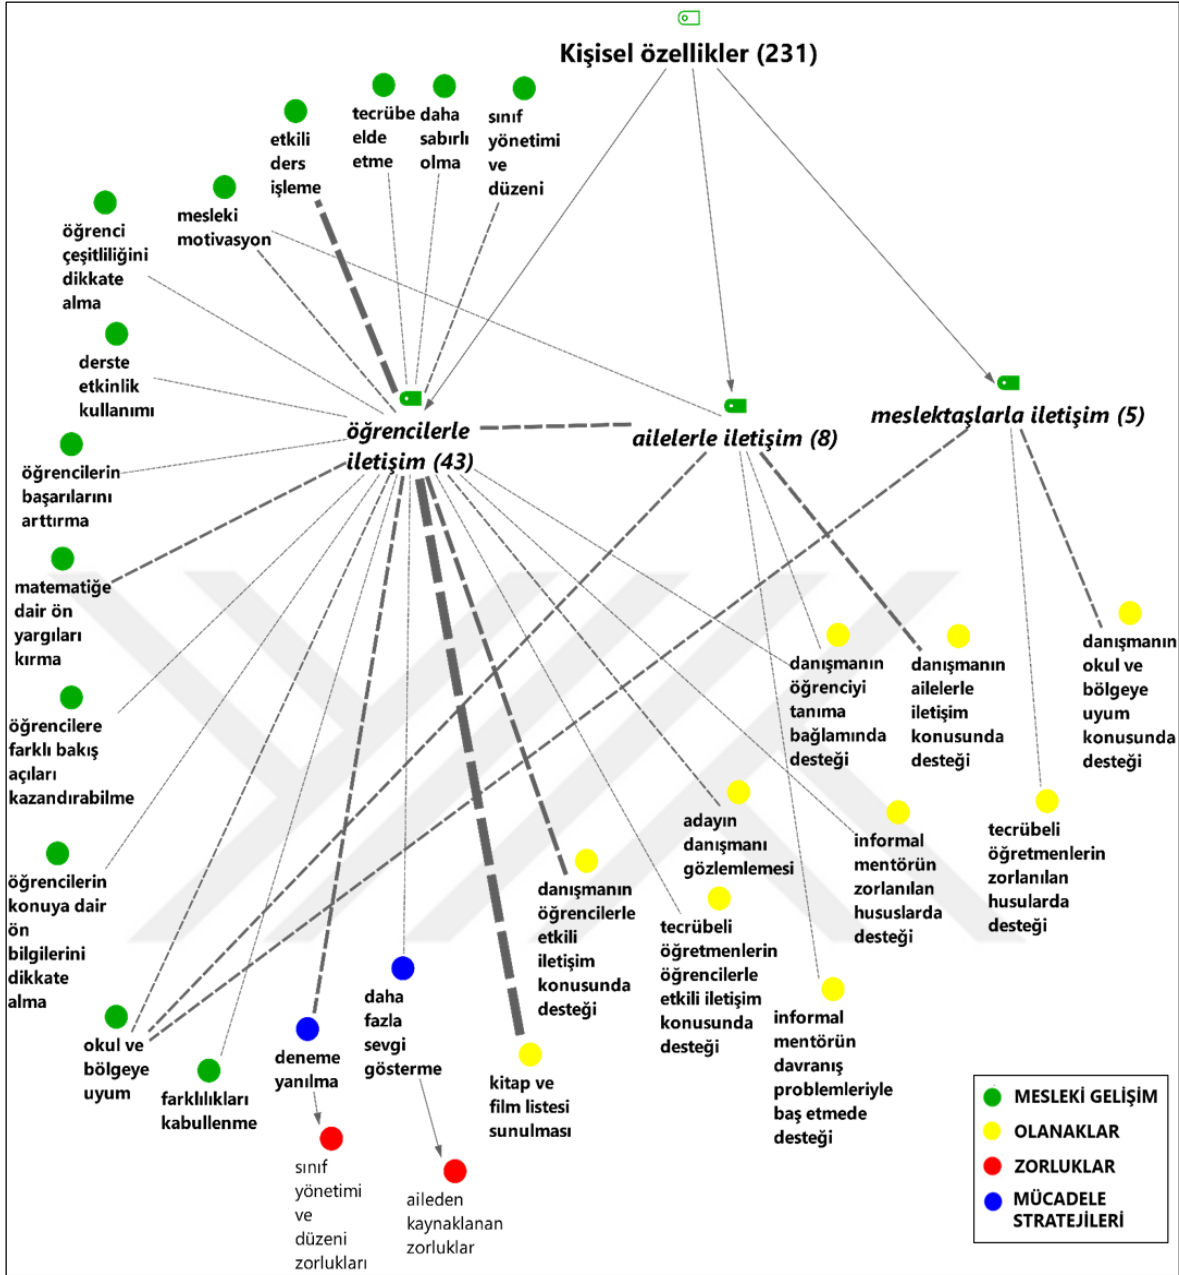 Kişisel özellikler (231)
etkili
ders
işleme
tecrübe
elde
etme
daha
sabırlı
olma
sınıf
yönetimi
ve
düzeni
mesleki
motivasyon
öğrenci
çeşitliliğini
dikkate
alma
derste
etkinlik
kullanımı
öğrencilerle
iletişim (43)
ailelerle iletişim (8)
meslektaşlarla iletişim (5)
öğrencilerin
başarılarını
arttırma
matematiğe
dair ön
yargıları
kırma
öğrencilere
farklı bakış
açıları
kazandırabilme
öğrencilerin
konuya dair
ön
bilgilerini
dikkate
alma
okul ve
bölgeye
uyum
farklılıkları
kabullenme
deneme
yanılma
daha
fazla
sevgi
gösterme
sınıf
yönetimi
ve
düzeni
zorlukları
aileden
kaynaklanan
zorluklar
kitap ve
film listesi
sunulması
danışmanın
öğrencilerle
etkili
iletişim
konusunda
desteği
adayın
danışmanı
gözlemlemesi
tecrübeli
öğretmenlerin
öğrencilerle
etkili iletişim
konusunda
desteği
danışmanın
öğrenciyi
tanıma
bağlamında
desteği
danışmanın
ailelerle
iletişim
konusunda
desteği
danışmanın
okul ve
bölgeye
uyum
konusunda
desteği
informal
mentörün
zorlanılan
hususlarda
desteği
tecrübeli
öğretmenlerin
zorlanılan
husularda
desteği
informal
mentörün
davranış
problemleriyle
baş etmede
desteği
MESLEKİ GELİŞİM
OLANAKLAR
ZORLUKLAR
MÜCADELE
STRATEJİLERİ